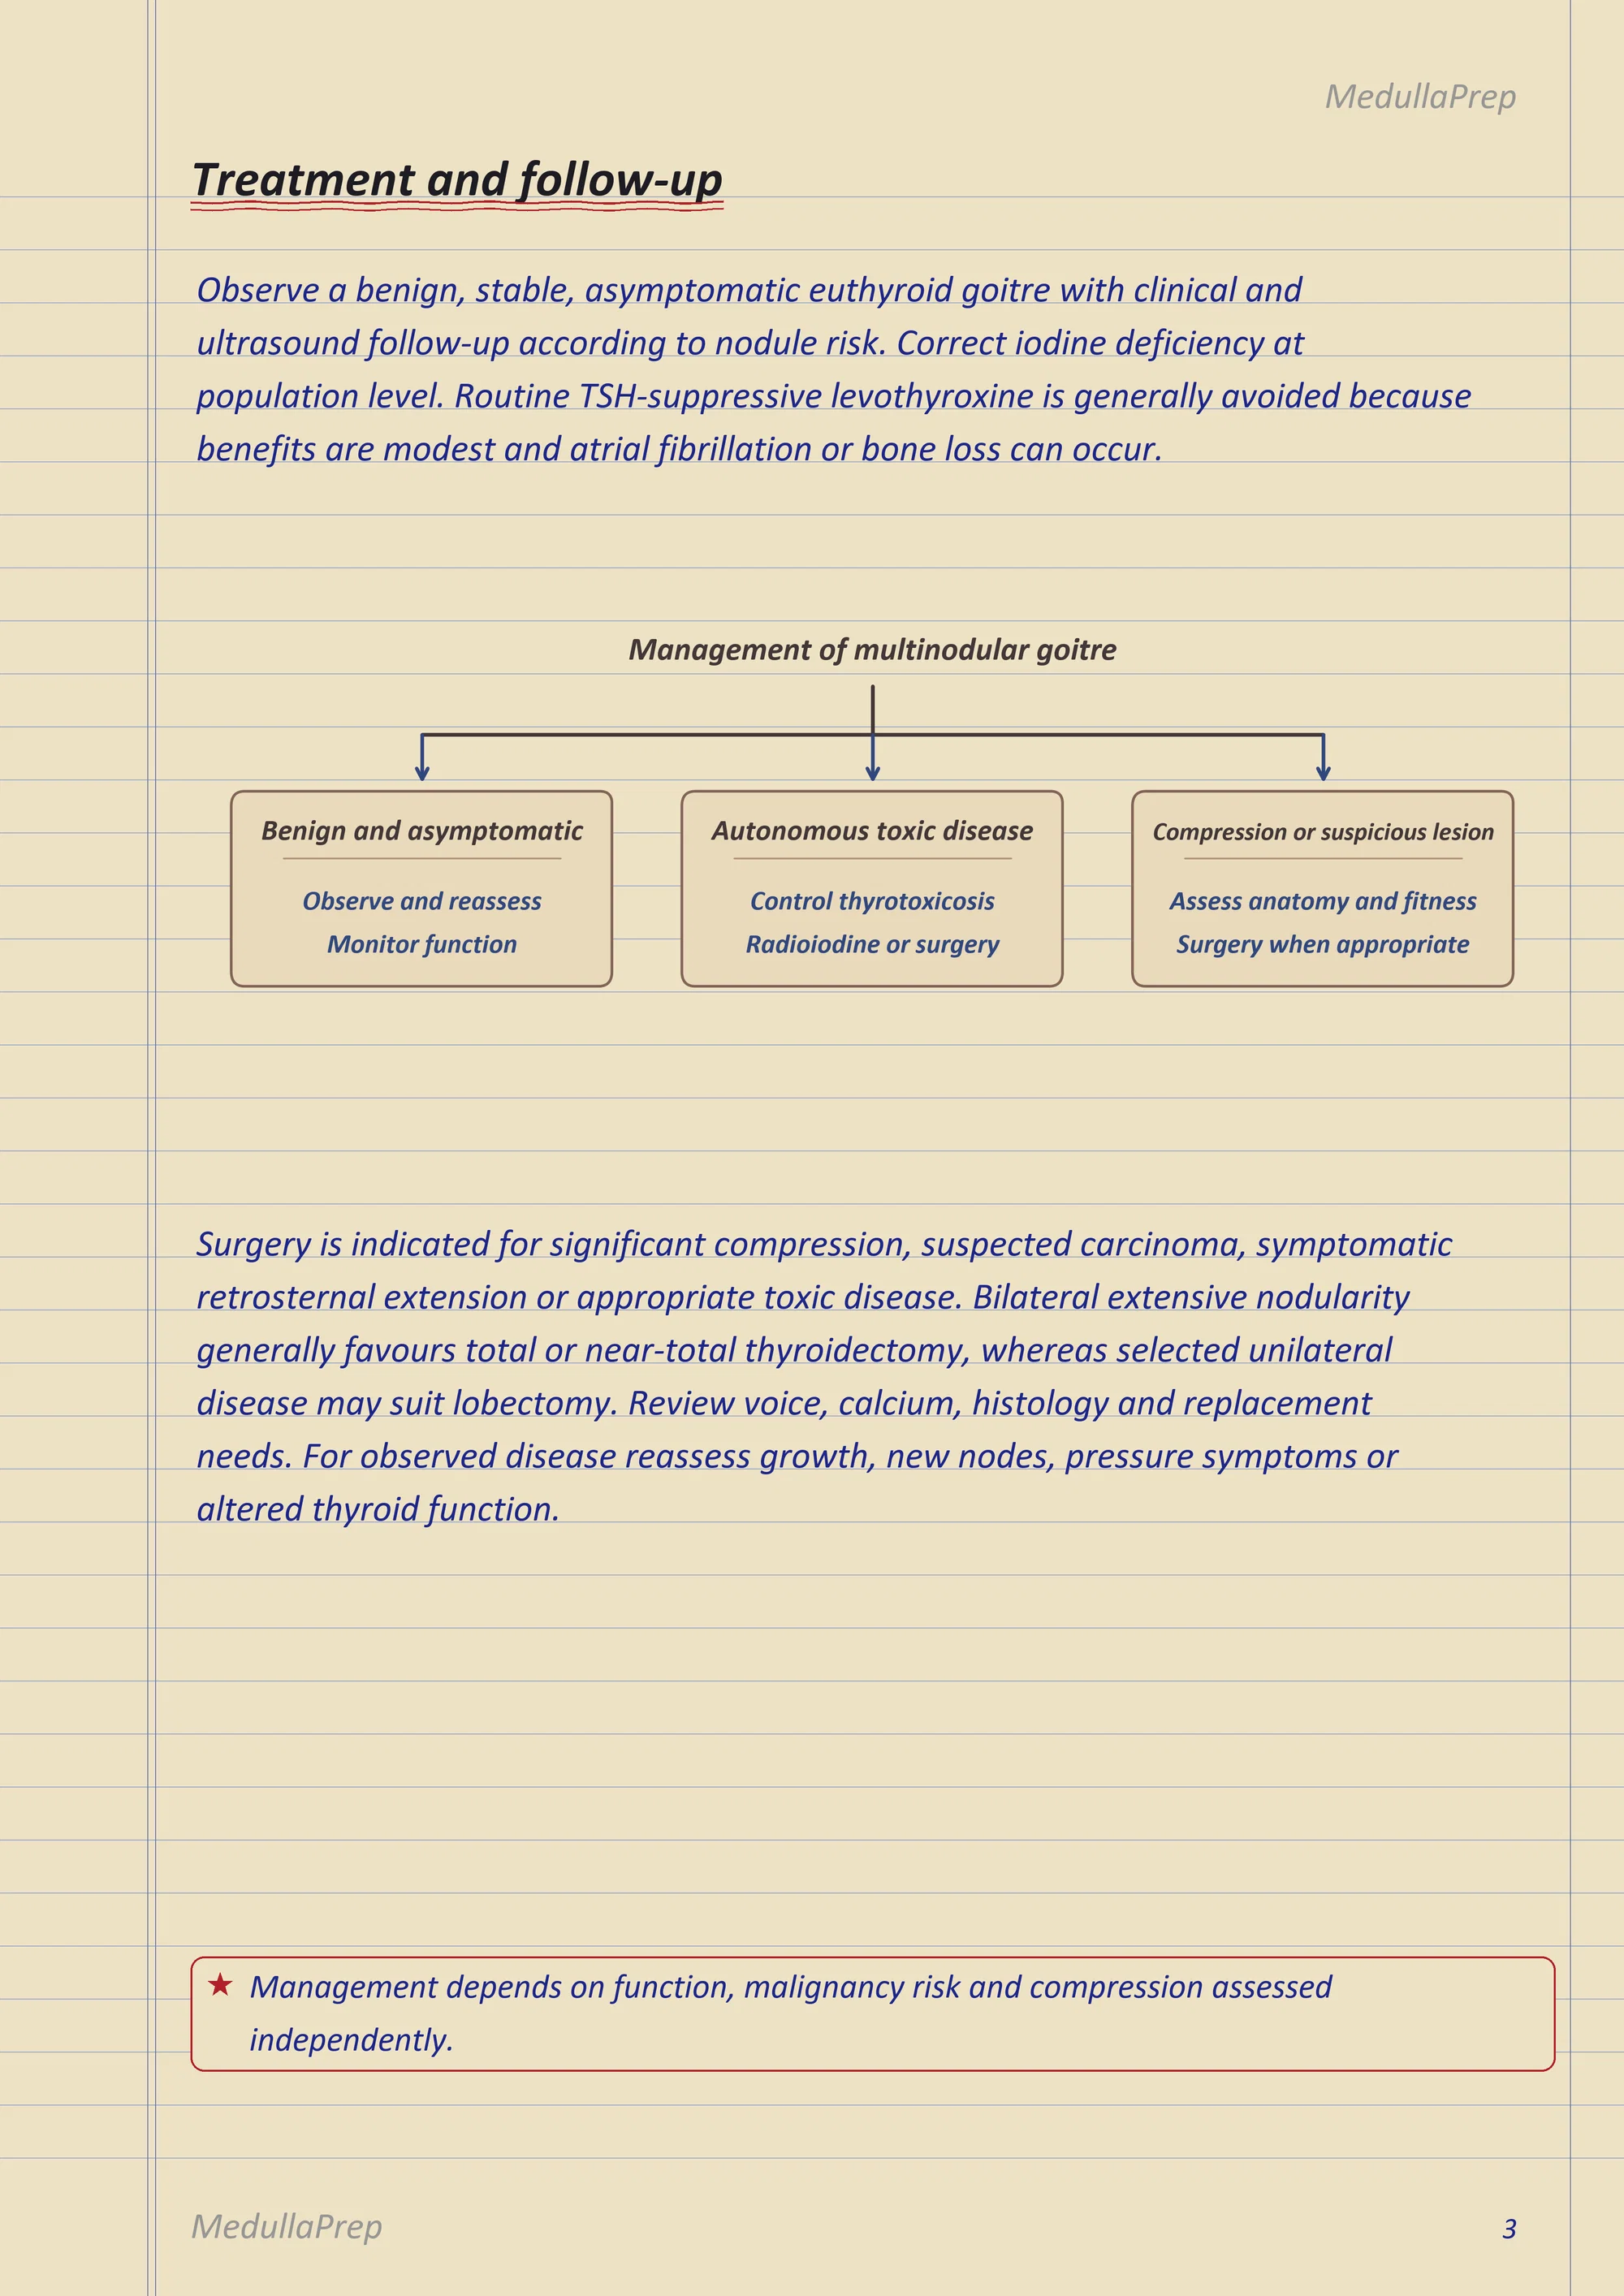 MedullaPrep
Treatment and follow-up
Observe a benign, stable, asymptomatic euthyroid goitre with clinical and
ultrasound follow-up according to nodule risk. Correct iodine deficiency at
population level. Routine TSH-suppressive levothyroxine is generally avoided because
benefits are modest and atrial fibrillation or bone loss can occur.
Management of multinodular goitre
Benign and asymptomatic
Observe and reassess
Monitor function
Autonomous toxic disease
Control thyrotoxicosis
Radioiodine or surgery
Compression or suspicious lesion
Assess anatomy and fitness
Surgery when appropriate
Surgery is indicated for significant compression, suspected carcinoma, symptomatic
retrosternal extension or appropriate toxic disease. Bilateral extensive nodularity
generally favours total or near-total thyroidectomy, whereas selected unilateral
disease may suit lobectomy. Review voice, calcium, histology and replacement
needs. For observed disease reassess growth, new nodes, pressure symptoms or
altered thyroid function.
★ Management depends on function, malignancy risk and compression assessed
independently.
MedullaPrep
3